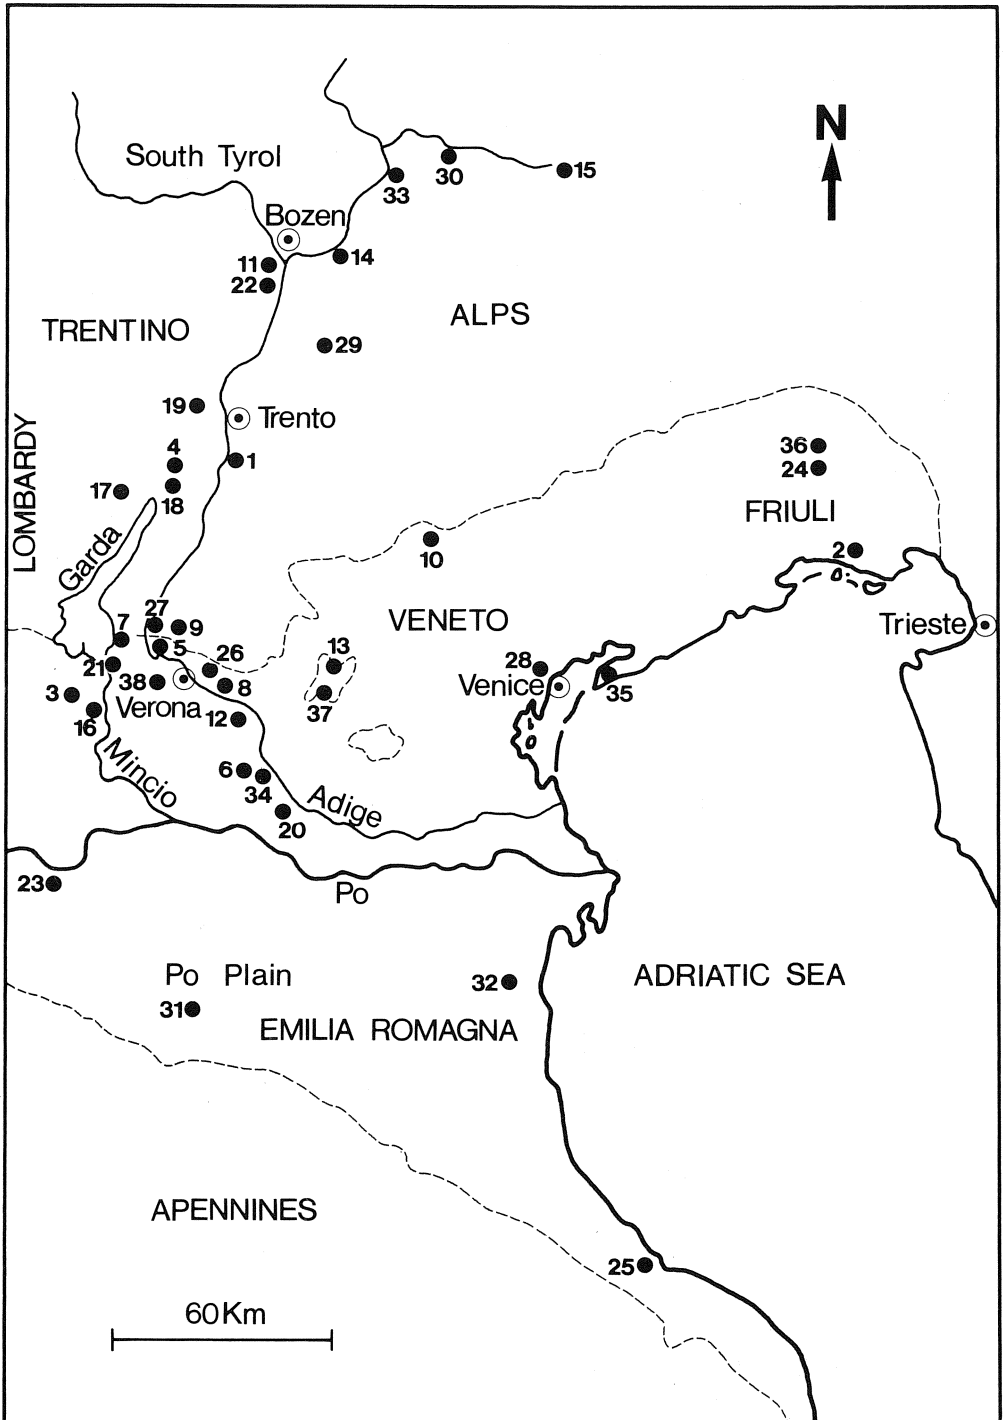 N
South Tyrol
30
15
33
Bozen
14
11
22
ALPS
TRENTINO
29
19
Trento
LOMBARDY
36
4
1
24
17
18
FRIULI
Garda
10
2
27
VENETO
Trieste
7
9
5
26
13
28
21
38
8
Venice
35
3
Verona
37
12
16
Mincio
6
34
Adige
20
23
Po
Po Plain
32
ADRIATIC SEA
31
EMILIA ROMAGNA
APENNINES
25
60Km